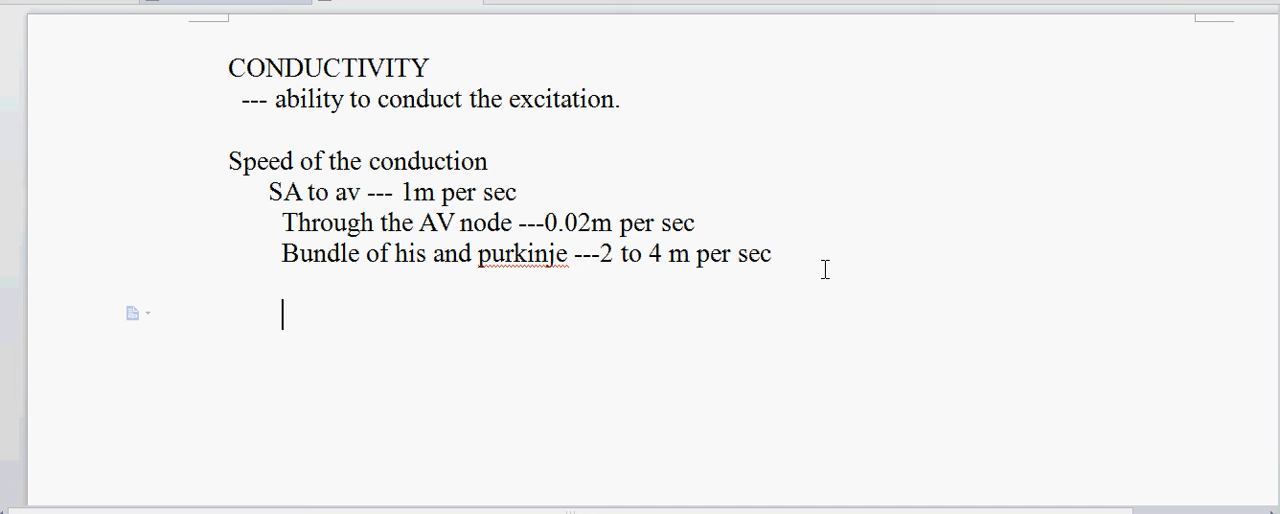 CONDUCTIVITY
--- ability to conduct the excitation.
Speed of the conduction
SA to av --- 1m per sec
Through the AV node ---0.02m per sec
Bundle of his and purkinje ---2 to 4 m per sec